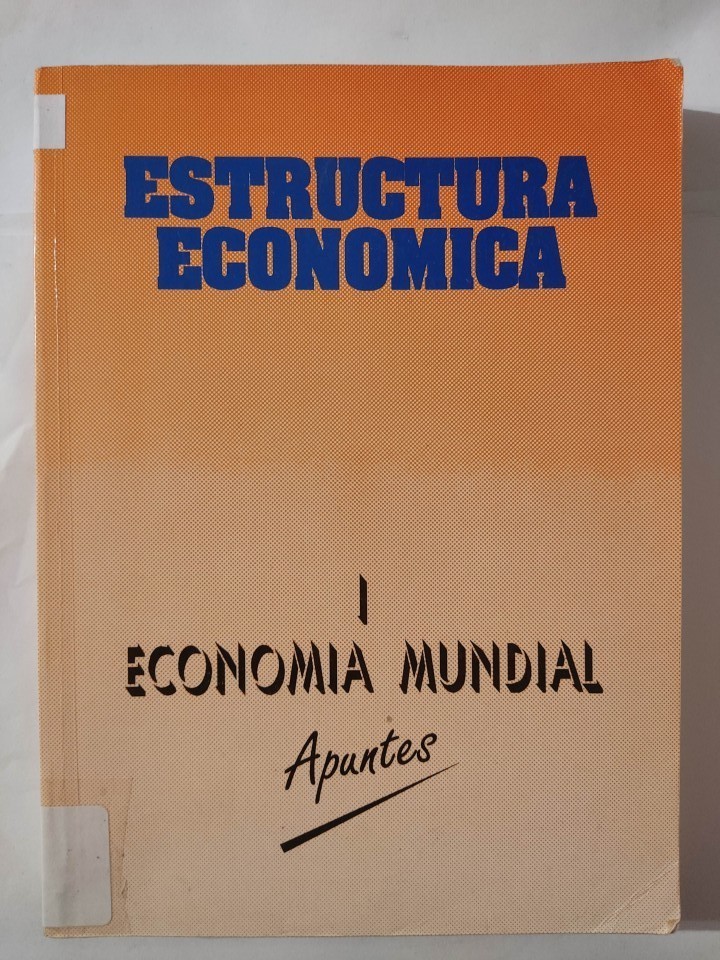 ESTRUCTURA
ECONOMICA
I
ECONOMIA MUNDIAL
Apuntes